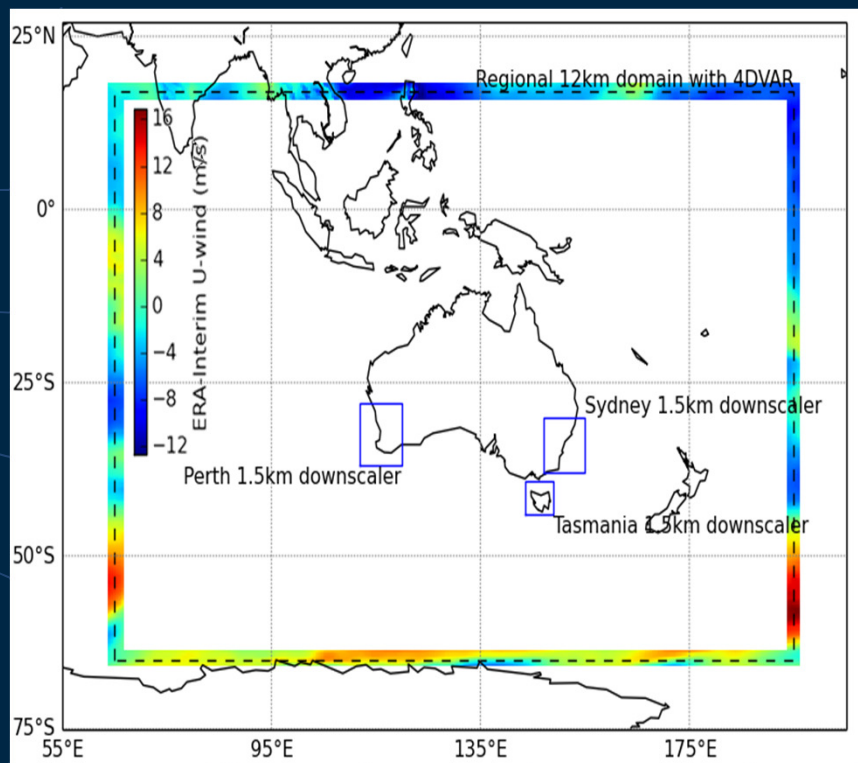 25°N
Regional 12km domain with 4DVAR
16
12
8
4
0
−4
−8
−12
ERA-Interim U-wind (m/s)
0°
25°S
Sydney 1.5km downscaler
Perth 1.5km downscaler
Tasmania 1.5km downscaler
50°S
75°S
55°E
95°E
135°E
175°E